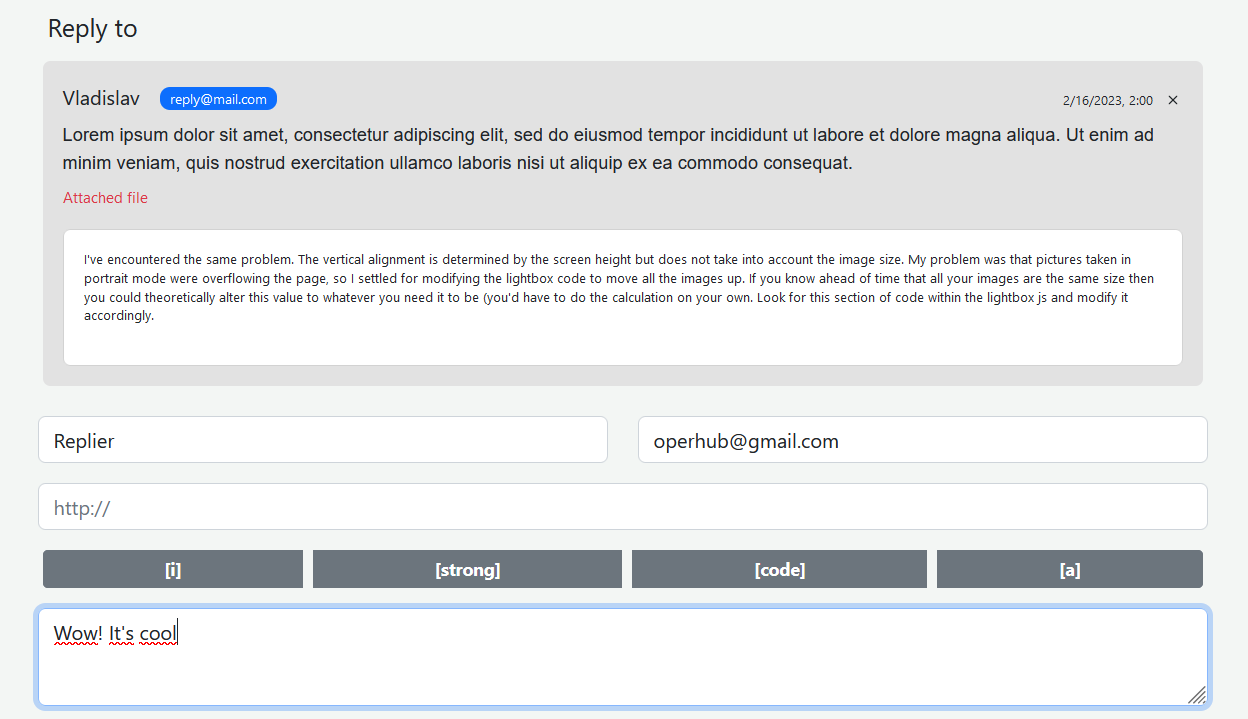 Reply to
Vladislav reply@mail.com 2/16/2023, 2:00 ×
Lorem ipsum dolor sit amet, consectetur adipiscing elit, sed do eiusmod tempor incididunt ut labore et dolore magna aliqua. Ut enim ad
minim veniam, quis nostrud exercitation ullamco laboris nisi ut aliquip ex ea commodo consequat.
Attached file
I've encountered the same problem. The vertical alignment is determined by the screen height but does not take into account the image size. My problem was that pictures taken in
portrait mode were overflowing the page, so I settled for modifying the lightbox code to move all the images up. If you know ahead of time that all your images are the same size then
you could theoretically alter this value to whatever you need it to be (you'd have to do the calculation on your own. Look for this section of code within the lightbox js and modify it
accordingly.
Replier operhub@gmail.com
http://
[i] [strong] [code] [a]
Wow! It's cool